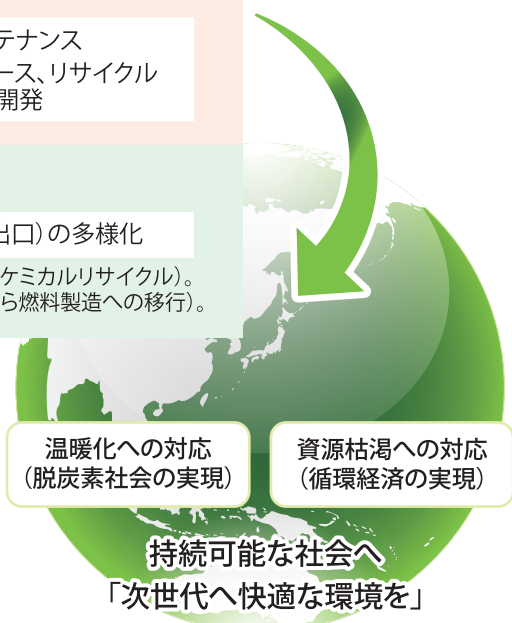 テナンス
ース、リサイクル
開発
出口）の多様化
ケミカルリサイクル）。
ら燃料製造への移行）。
温暖化への対応
（脱炭素社会の実現）
資源枯渇への対応
（循環経済の実現）
持続可能な社会へ
「次世代へ快適な環境を」